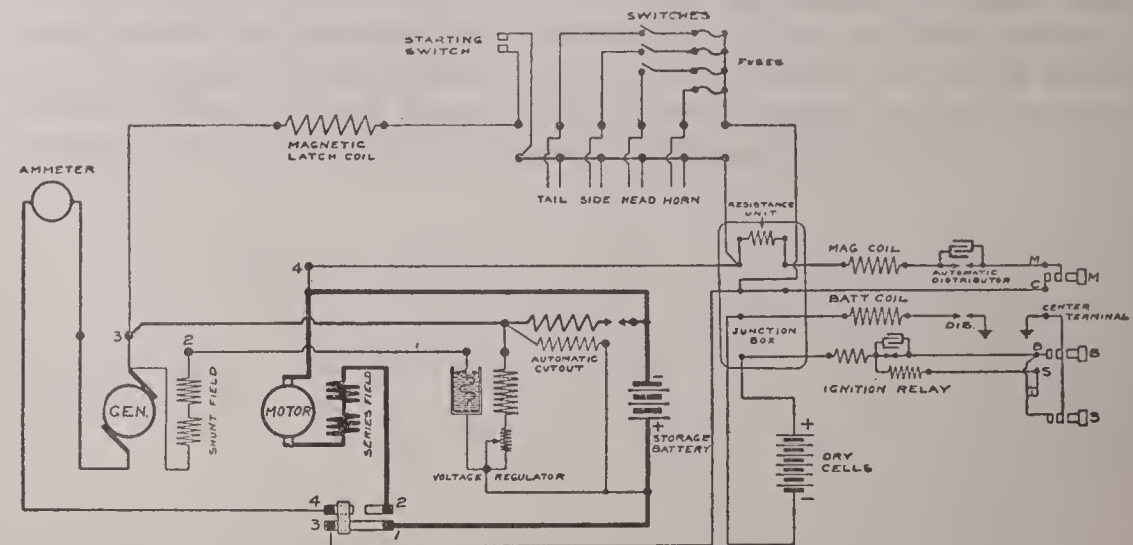 SWITCHES
STARTING
SWITCH
FUSES
MAGNETIC
LATCH COIL
AMMETER
TAIL SIDE HEAD HORN
RESISTANCE
UNIT
MAG COIL
AUTOMATIC
DISTRIBUTOR
M
M
C
4
BATT COIL
DIS.
CENTER
TERMINAL
JUNCTION
BOX
3
2
1
AUTOMATIC
CUTOUT
B
B
S
IGNITION RELAY
GEN.
SHUNT FIELD
MOTOR
SERIES FIELD
-
+
STORAGE
BATTERY
+
DRY
CELLS
-
S
VOLTAGE REGULATOR
4
2
3
1